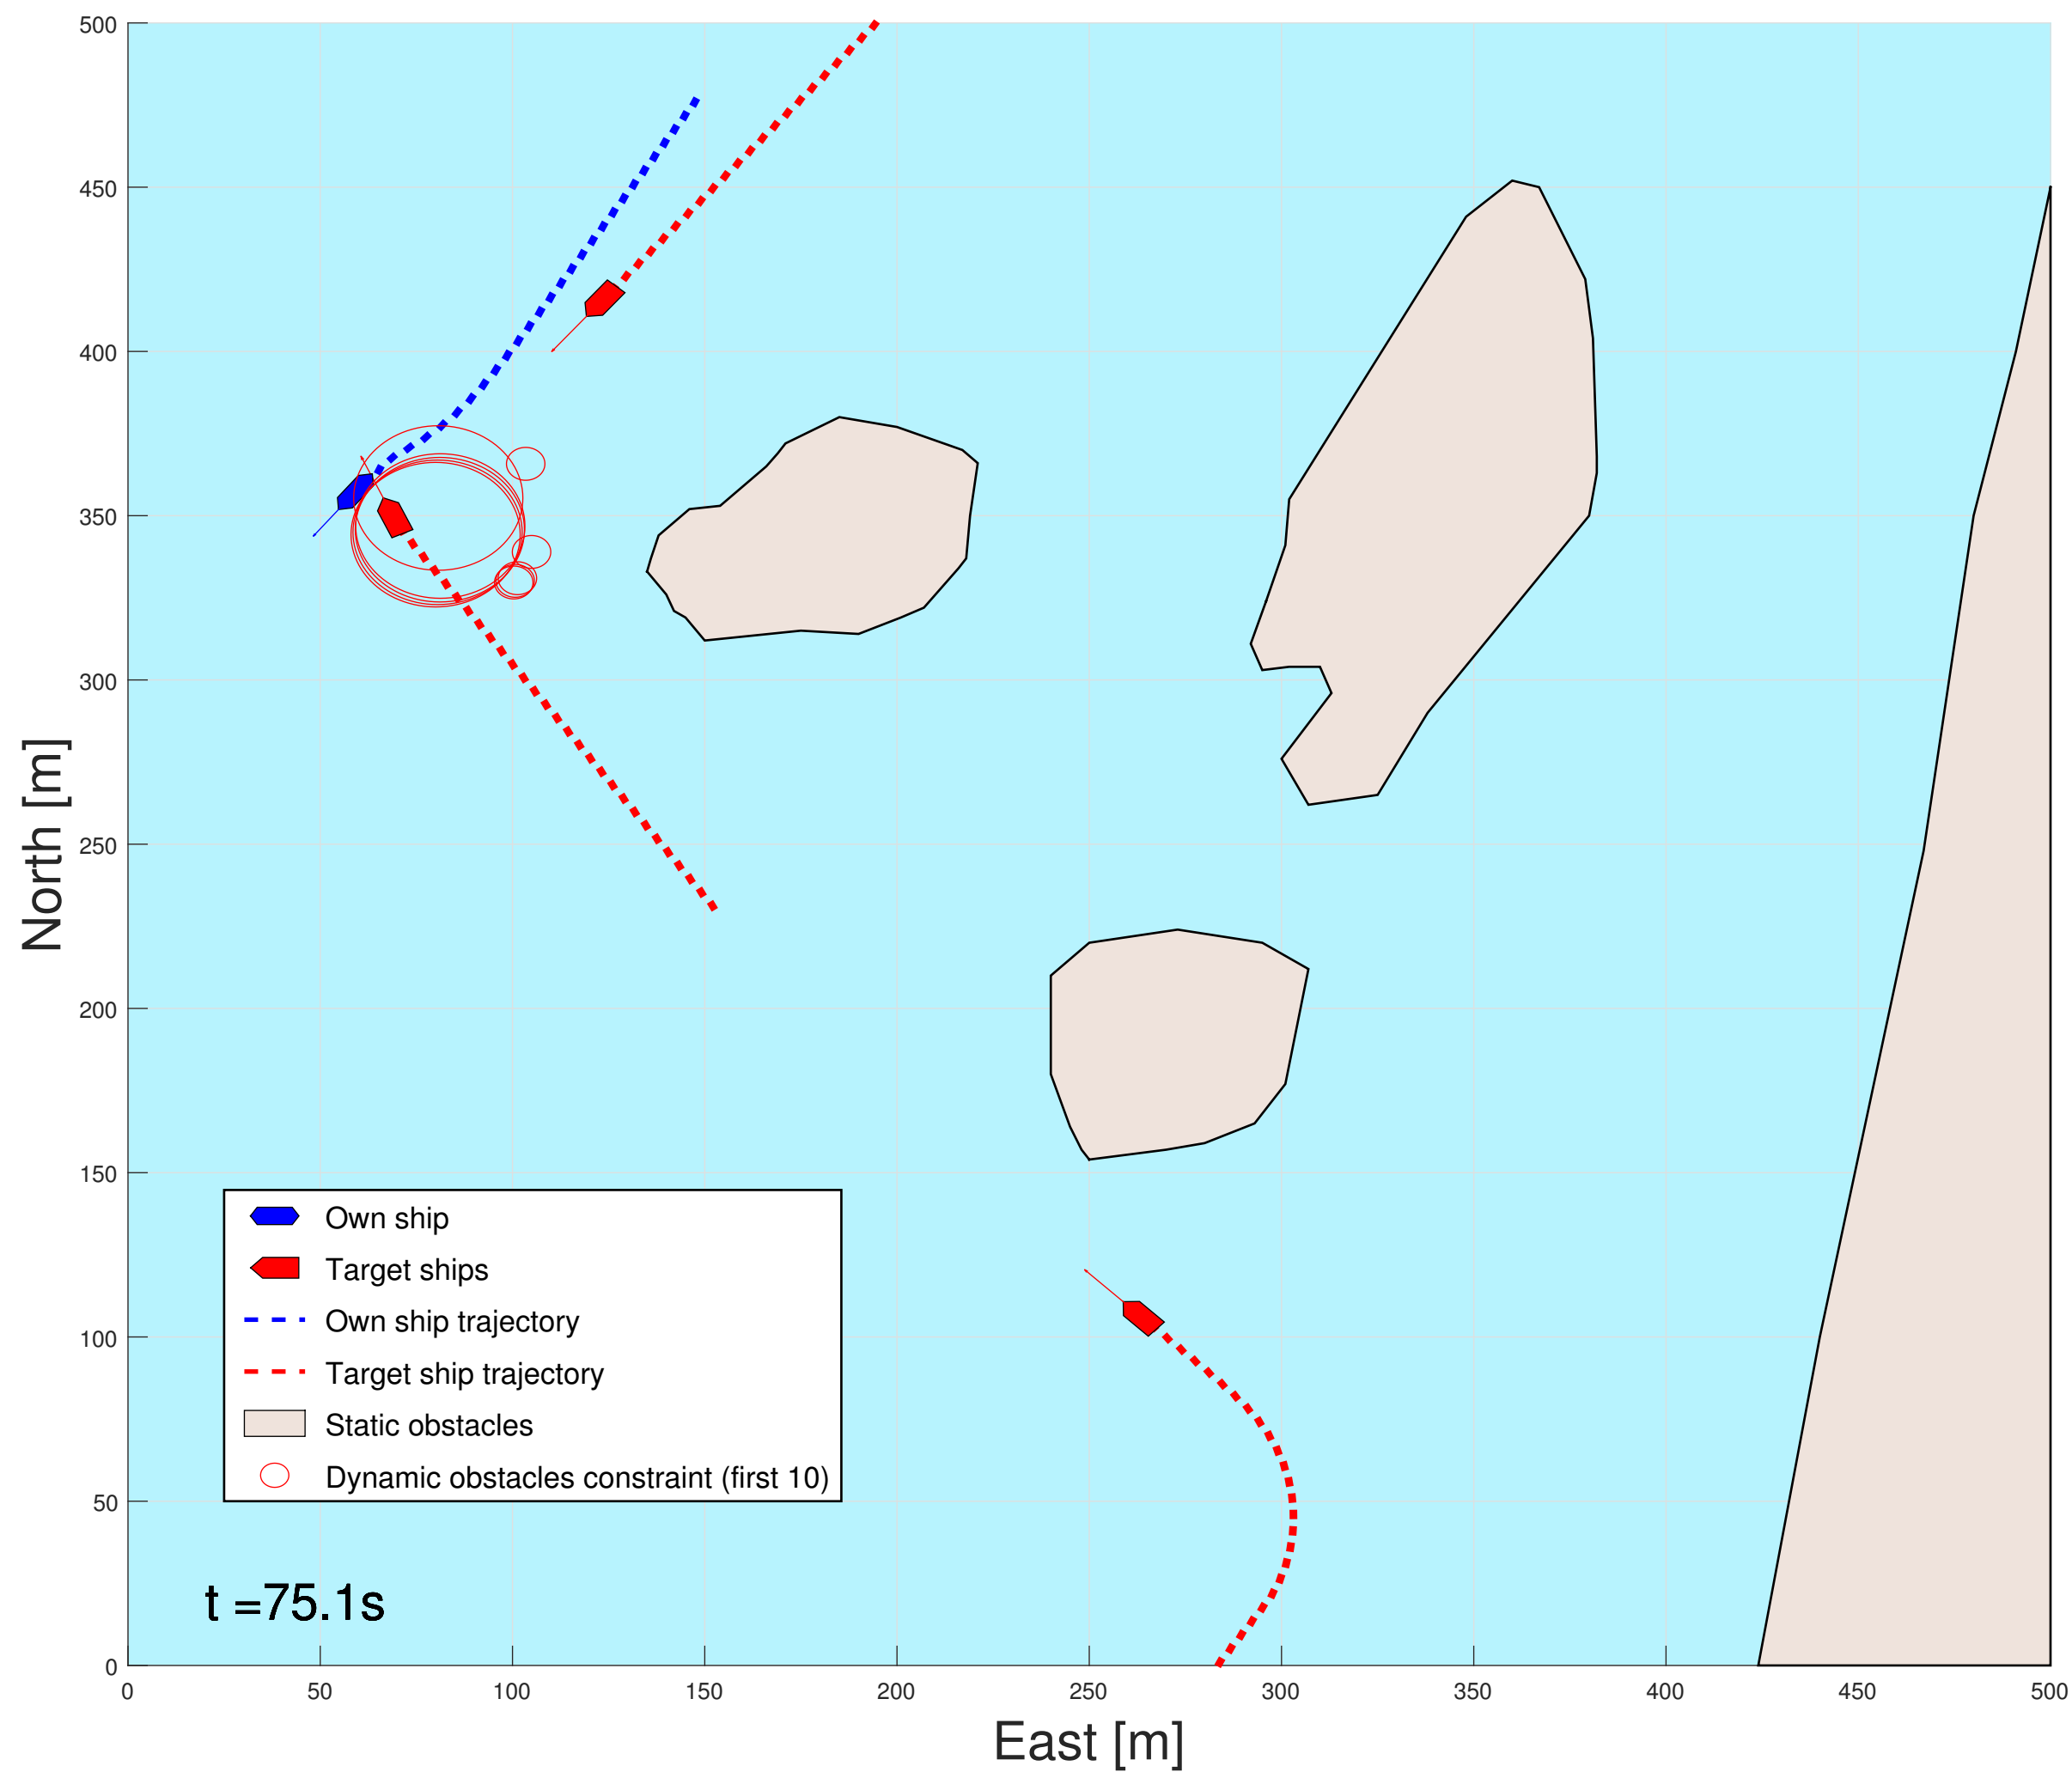 500
450
400
350
300
250
200
150
100
50
0
North [m]
Own ship
Target ships
Own ship trajectory
Target ship trajectory
Static obstacles
Dynamic obstacles constraint (first 10)
t =75.1s
0 50 100 150 200 250 300 350 400 450 500
East [m]